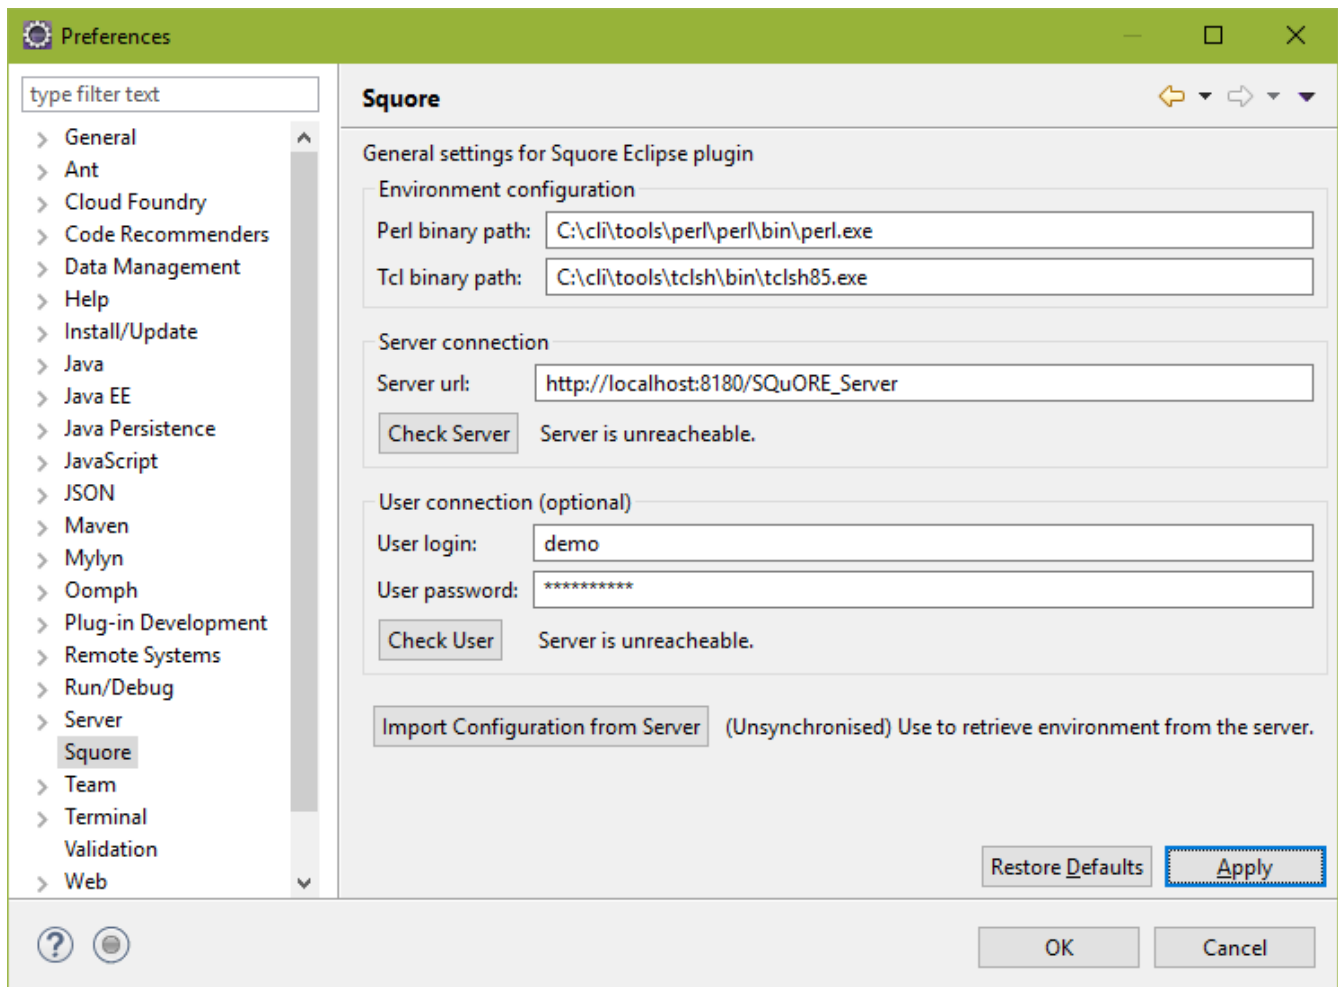 Preferences
type filter text
General
Ant
Cloud Foundry
Code Recommenders
Data Management
Help
Install/Update
Java
Java EE
Java Persistence
JavaScript
JSON
Maven
Mylyn
Oomph
Plug-in Development
Remote Systems
Run/Debug
Server
Squore
Team
Terminal
Validation
Web
Squore
General settings for Squore Eclipse plugin
Environment configuration
Perl binary path: C:\cli\tools\perl\perl\bin\perl.exe
Tcl binary path: C:\cli\tools\tclsh\bin\tclsh85.exe
Server connection
Server url: http://localhost:8180/SQuORE_Server
Check Server Server is unreacheable.
User connection (optional)
User login: demo
User password: **********
Check User Server is unreacheable.
Import Configuration from Server (Unsynchronised) Use to retrieve environment from the server.
Restore Defaults Apply
? OK Cancel